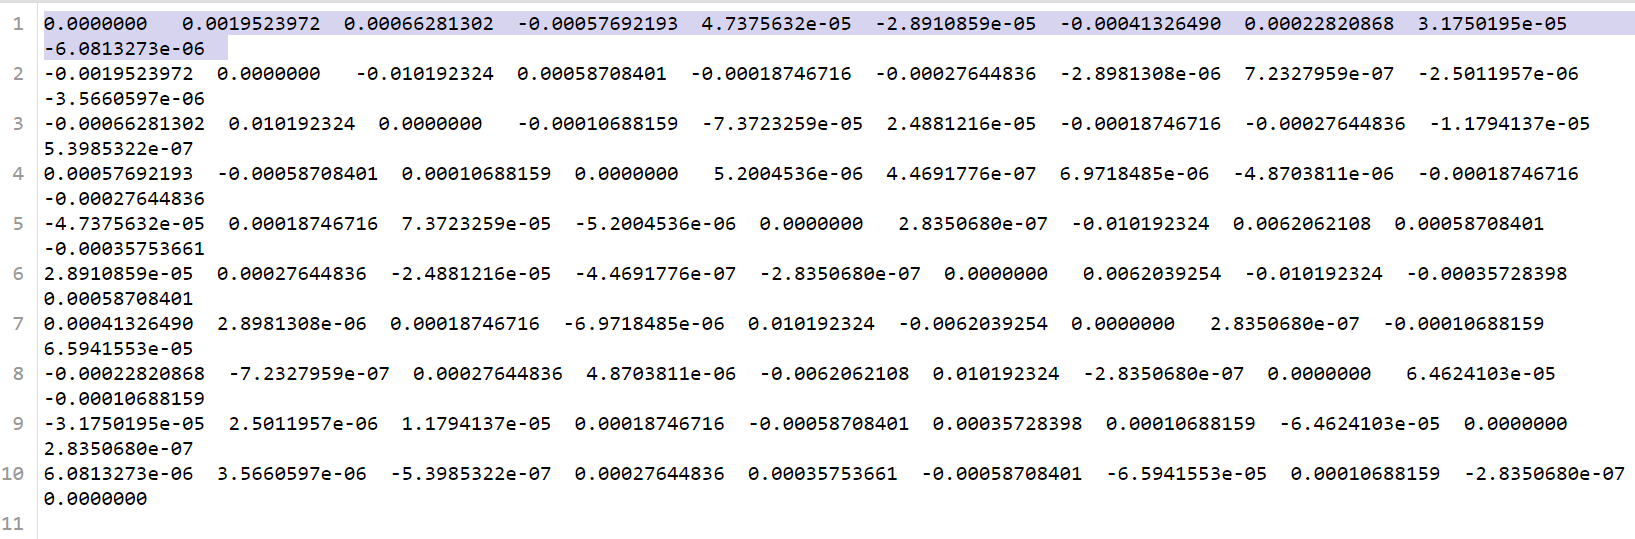 1 0.0000000 0.0019523972 0.00066281302 -0.00057692193 4.7375632e-05 -2.8910859e-05 -0.00041326490 0.00022820868 3.1750195e-05
-6.0813273e-06
2 -0.0019523972 0.0000000 -0.010192324 0.00058708401 -0.00018746716 -0.00027644836 -2.8981308e-06 7.2327959e-07 -2.5011957e-06
-3.5660597e-06
3 -0.00066281302 0.010192324 0.0000000 -0.00010688159 -7.3723259e-05 2.4881216e-05 -0.00018746716 -0.00027644836 -1.1794137e-05
5.3985322e-07
4 0.00057692193 -0.00058708401 0.00010688159 0.0000000 5.2004536e-06 4.4691776e-07 6.9718485e-06 -4.8703811e-06 -0.00018746716
-0.00027644836
5 -4.7375632e-05 0.00018746716 7.3723259e-05 -5.2004536e-06 0.0000000 2.8350680e-07 -0.010192324 0.0062062108 0.00058708401
-0.00035753661
6 2.8910859e-05 0.00027644836 -2.4881216e-05 -4.4691776e-07 -2.8350680e-07 0.0000000 0.0062039254 -0.010192324 -0.00035728398
0.00058708401
7 0.00041326490 2.8981308e-06 0.00018746716 -6.9718485e-06 0.010192324 -0.0062039254 0.0000000 2.8350680e-07 -0.00010688159
6.5941553e-05
8 -0.00022820868 -7.2327959e-07 0.00027644836 4.8703811e-06 -0.0062062108 0.010192324 -2.8350680e-07 0.0000000 6.4624103e-05
-0.00010688159
9 -3.1750195e-05 2.5011957e-06 1.1794137e-05 0.00018746716 -0.00058708401 0.00035728398 0.00010688159 -6.4624103e-05 0.0000000
2.8350680e-07
10 6.0813273e-06 3.5660597e-06 -5.3985322e-07 0.00027644836 0.00035753661 -0.00058708401 -6.5941553e-05 0.00010688159 -2.8350680e-07
0.0000000
11